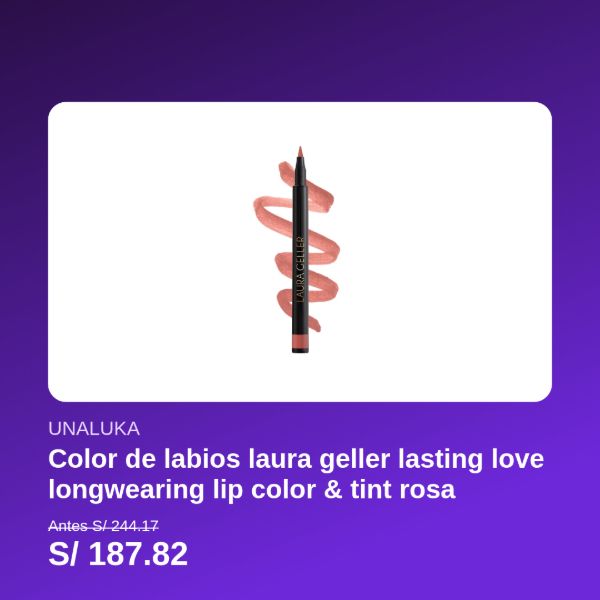 LAURA GELLER
UNALUKA
Color de labios laura geller lasting love
longwearing lip color & tint rosa
Antes S/ 244.17
S/ 187.82